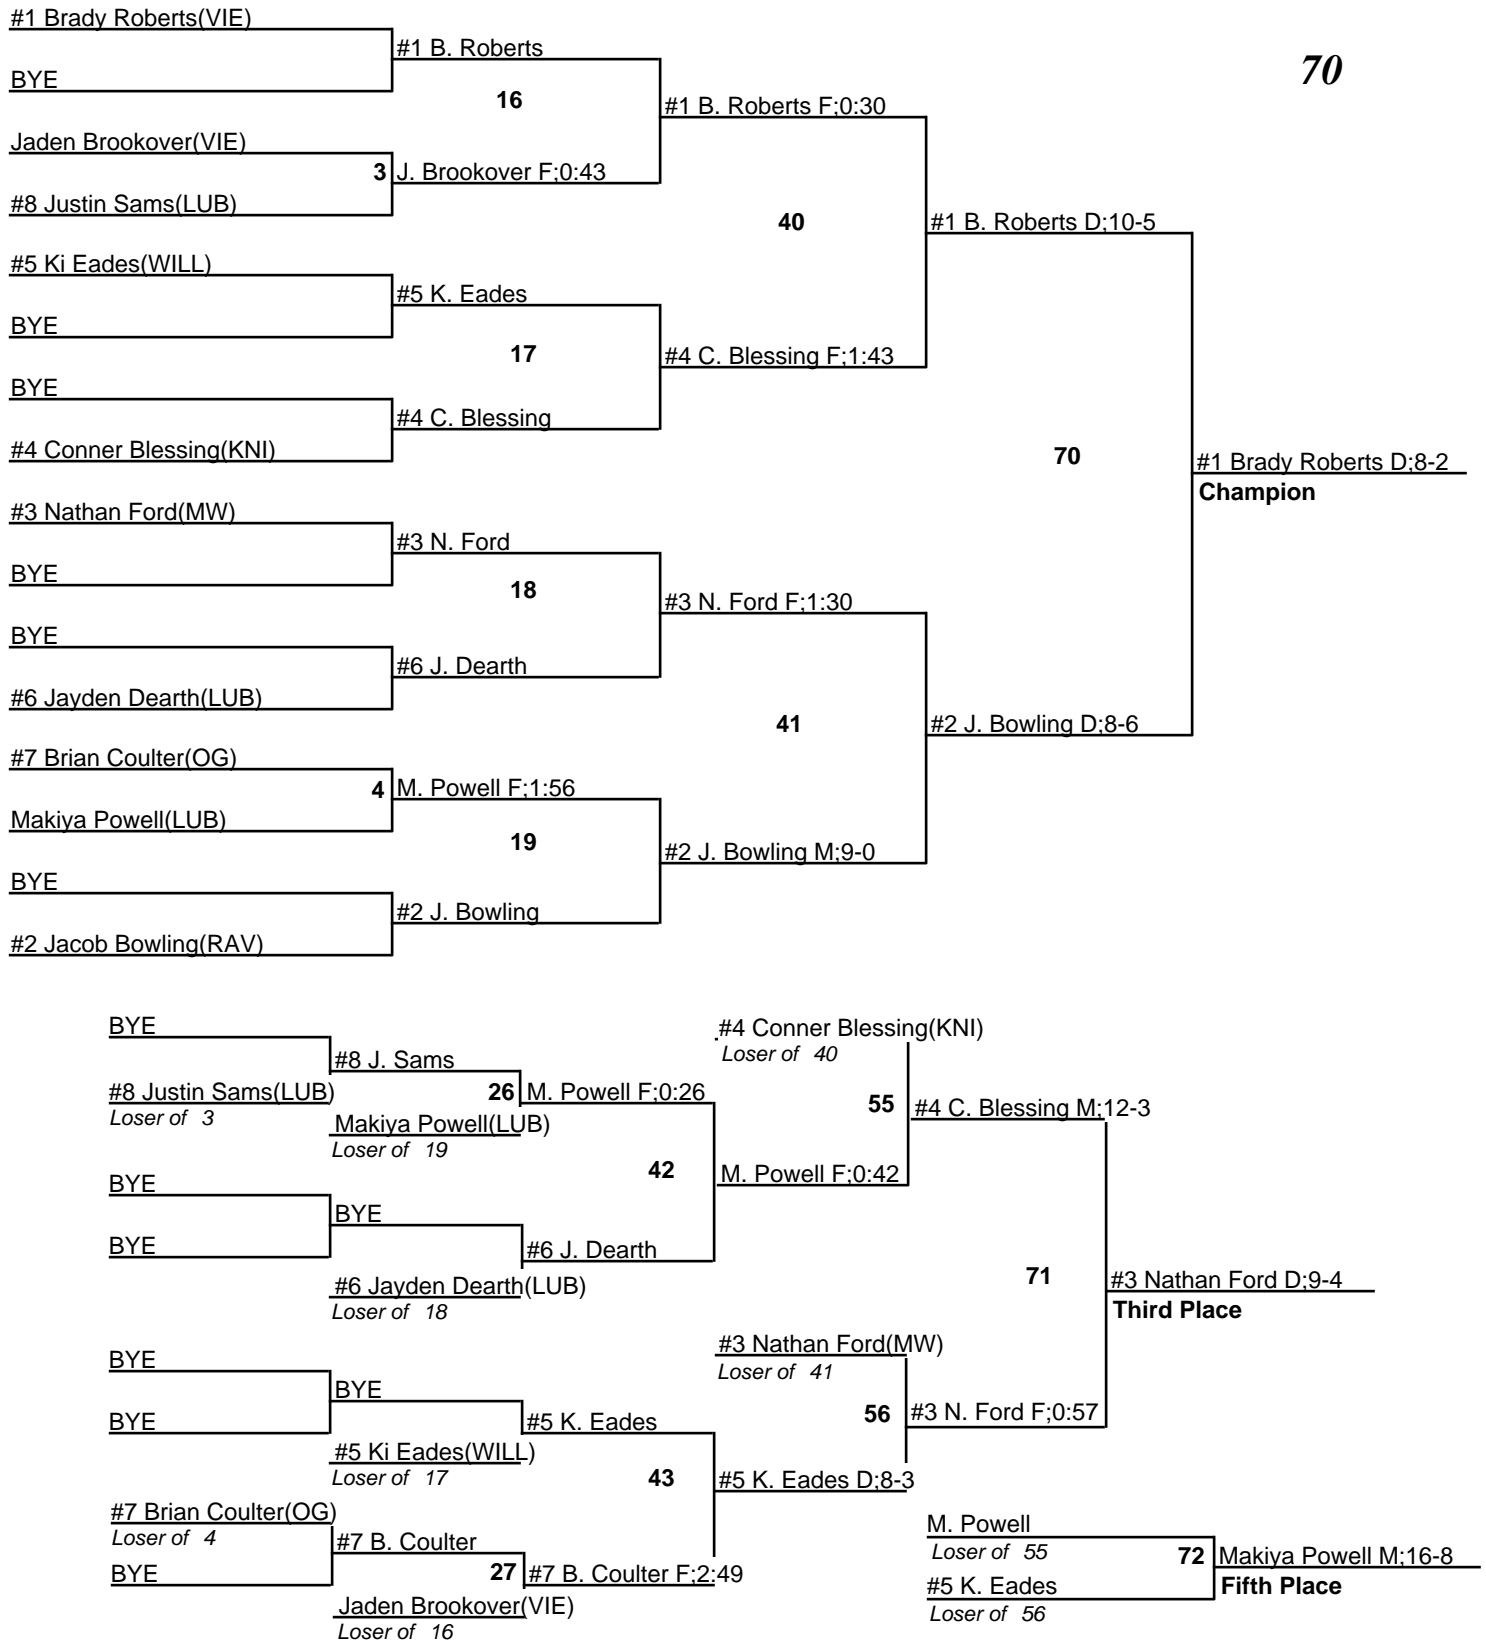 #1 Brady Roberts(VIE)
#1 B. Roberts
70
BYE
16
#1 B. Roberts F;0:30
Jaden Brookover(VIE)
3 J. Brookover F;0:43
#8 Justin Sams(LUB)
40
#1 B. Roberts D;10-5
#5 Ki Eades(WILL)
#5 K. Eades
BYE
17
#4 C. Blessing F;1:43
BYE
#4 C. Blessing
#4 Conner Blessing(KNI)
70
#1 Brady Roberts D;8-2
Champion
#3 Nathan Ford(MW)
#3 N. Ford
BYE
18
#3 N. Ford F;1:30
BYE
#6 J. Dearth
#6 Jayden Dearth(LUB)
41
#2 J. Bowling D;8-6
#7 Brian Coulter(OG)
4 M. Powell F;1:56
Makiya Powell(LUB)
19
#2 J. Bowling M;9-0
BYE
#2 J. Bowling
#2 Jacob Bowling(RAV)
BYE
#8 J. Sams
#8 Justin Sams(LUB)
Loser of 3
26 M. Powell F;0:26
Makiya Powell(LUB)
Loser of 19
#4 Conner Blessing(KNI)
Loser of 40
55
#4 C. Blessing M;12-3
42
M. Powell F;0:42
BYE
BYE
BYE
#6 J. Dearth
#6 Jayden Dearth(LUB)
Loser of 18
71
#3 Nathan Ford D;9-4
Third Place
BYE
BYE
BYE
#5 K. Eades
#5 Ki Eades(WILL)
Loser of 17
#3 Nathan Ford(MW)
Loser of 41
56
#3 N. Ford F;0:57
43
#5 K. Eades D;8-3
#7 Brian Coulter(OG)
Loser of 4
#7 B. Coulter
BYE
27 #7 B. Coulter F;2:49
Jaden Brookover(VIE)
Loser of 16
M. Powell
Loser of 55
72 Makiya Powell M;16-8
Fifth Place
#5 K. Eades
Loser of 56